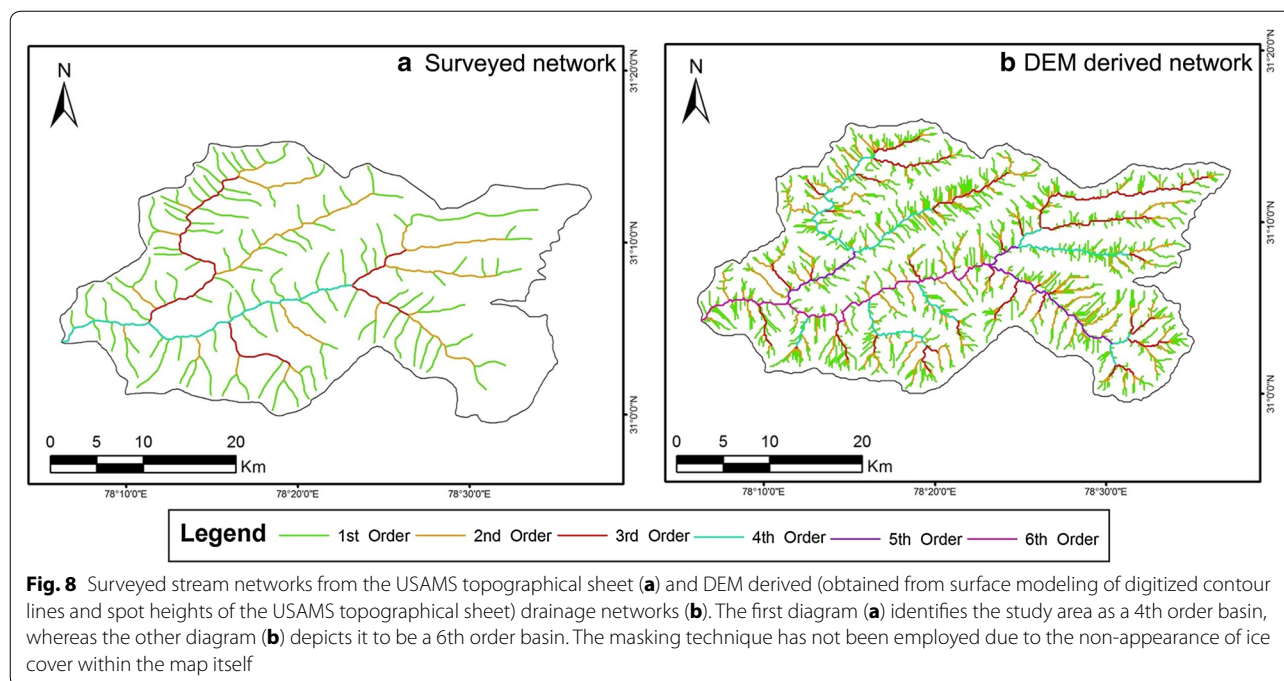 a Surveyed network
N
31°20'0"N
31°10'0"N
31°0'0"N
0 5 10 20
Km
78°10'0"E 78°20'0"E 78°30'0"E
b DEM derived network
N
31°20'0"N
31°10'0"N
31°0'0"N
0 5 10 20
Km
78°10'0"E 78°20'0"E 78°30'0"E
Legend 1st Order 2nd Order 3rd Order 4th Order 5th Order 6th Order
Fig. 8 Surveyed stream networks from the USAMS topographical sheet (a) and DEM derived (obtained from surface modeling of digitized contour
lines and spot heights of the USAMS topographical sheet) drainage networks (b). The first diagram (a) identifies the study area as a 4th order basin,
whereas the other diagram (b) depicts it to be a 6th order basin. The masking technique has not been employed due to the non-appearance of ice
cover within the map itself